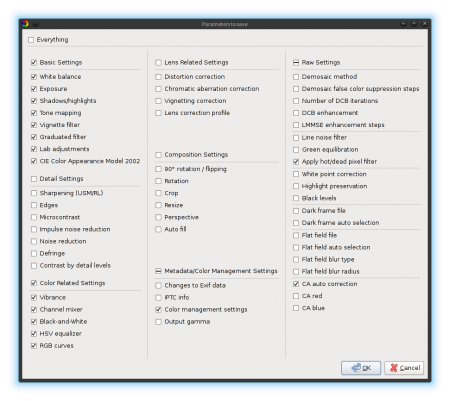 Parameters to save
Everything
Basic Settings
White balance
Exposure
Shadows/highlights
Tone mapping
Vignette filter
Graduated filter
Lab adjustments
CIE Color Appearance Model 2002
Detail Settings
Sharpening (USM/RL)
Edges
Microcontrast
Impulse noise reduction
Noise reduction
Defringe
Contrast by detail levels
Color Related Settings
Vibrance
Channel mixer
Black-and-White
HSV equalizer
RGB curves
Lens Related Settings
Distortion correction
Chromatic aberration correction
Vignetting correction
Lens correction profile
Composition Settings
90° rotation / flipping
Rotation
Crop
Resize
Perspective
Auto fill
Metadata/Color Management Settings
Changes to Exif data
IPTC info
Color management settings
Output gamma
Raw Settings
Demosaic method
Demosaic false color suppression steps
Number of DCB iterations
DCB enhancement
LMMSE enhancement steps
Line noise filter
Green equilibration
Apply hot/dead pixel filter
White point correction
Highlight preservation
Black levels
Dark frame file
Dark frame auto selection
Flat field file
Flat field auto selection
Flat field blur type
Flat field blur radius
CA auto correction
CA red
CA blue
OK
Cancel